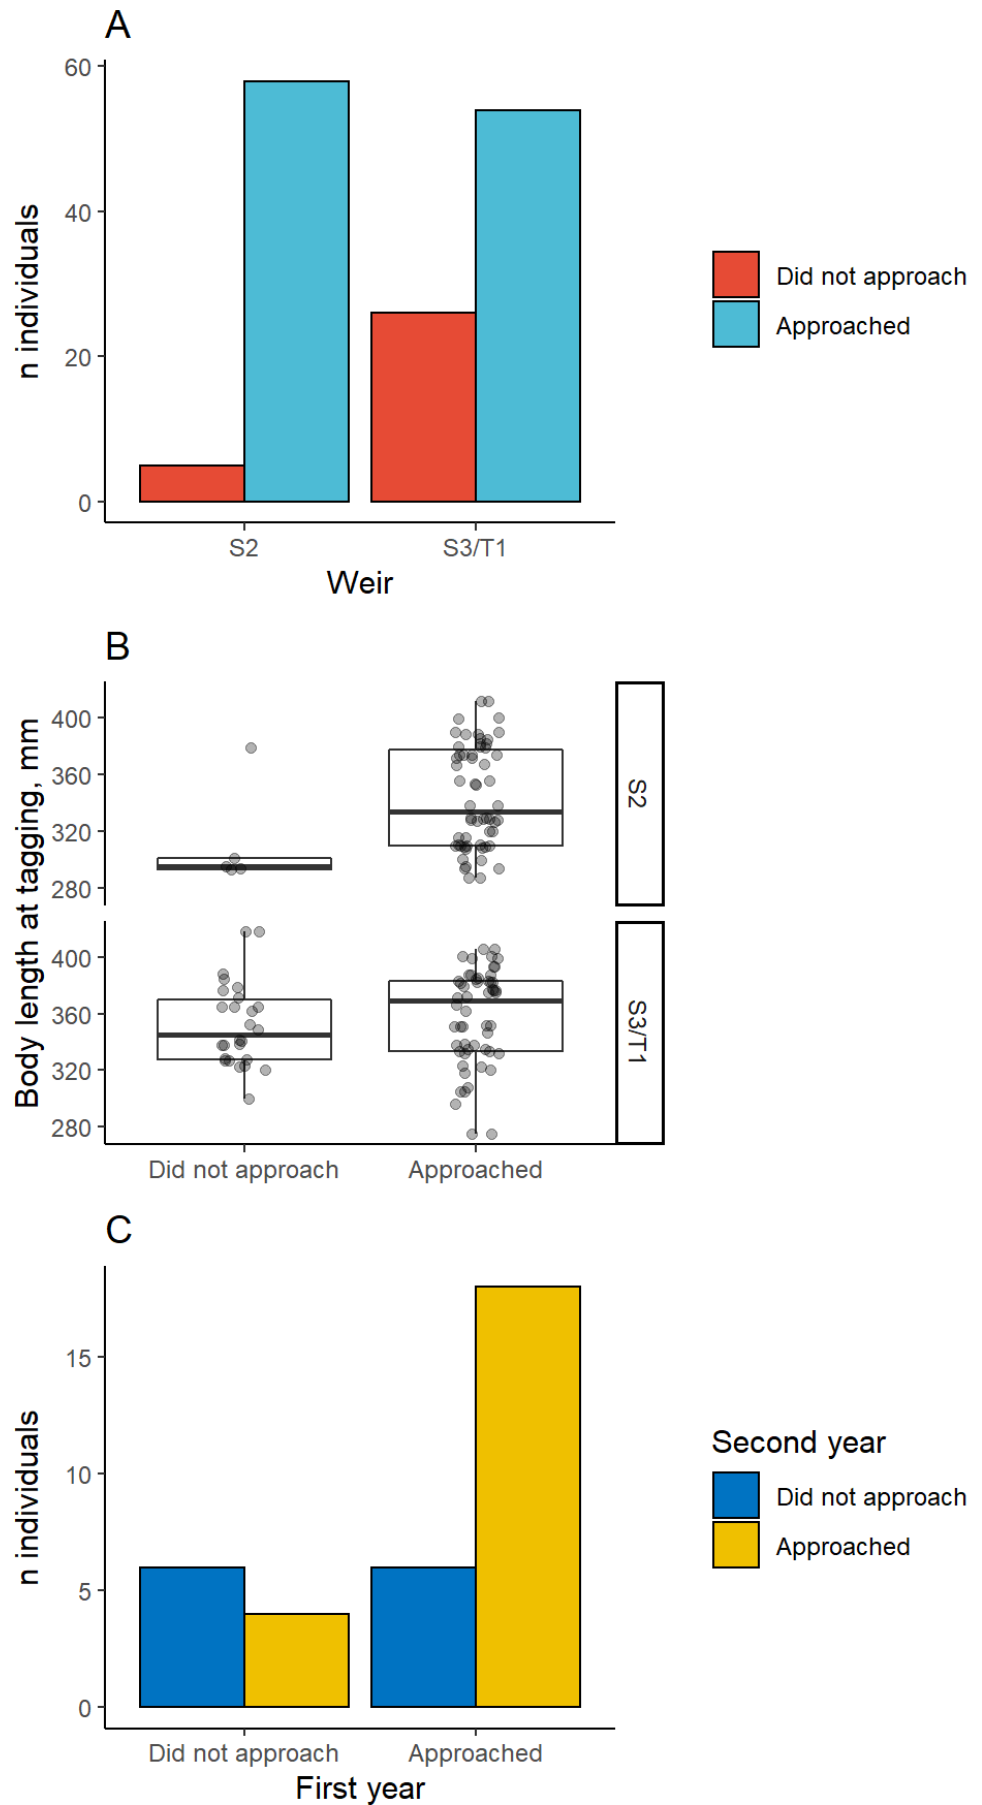 A
60
40
20
0
n individuals
S2
S3/T1
Weir
Did not approach
Approached
B
Body length at tagging, mm
400
360
320
280
S2
400
360
320
280
S3/T1
Did not approach
Approached
C
n individuals
15
10
5
0
Did not approach
Approached
First year
Second year
Did not approach
Approached